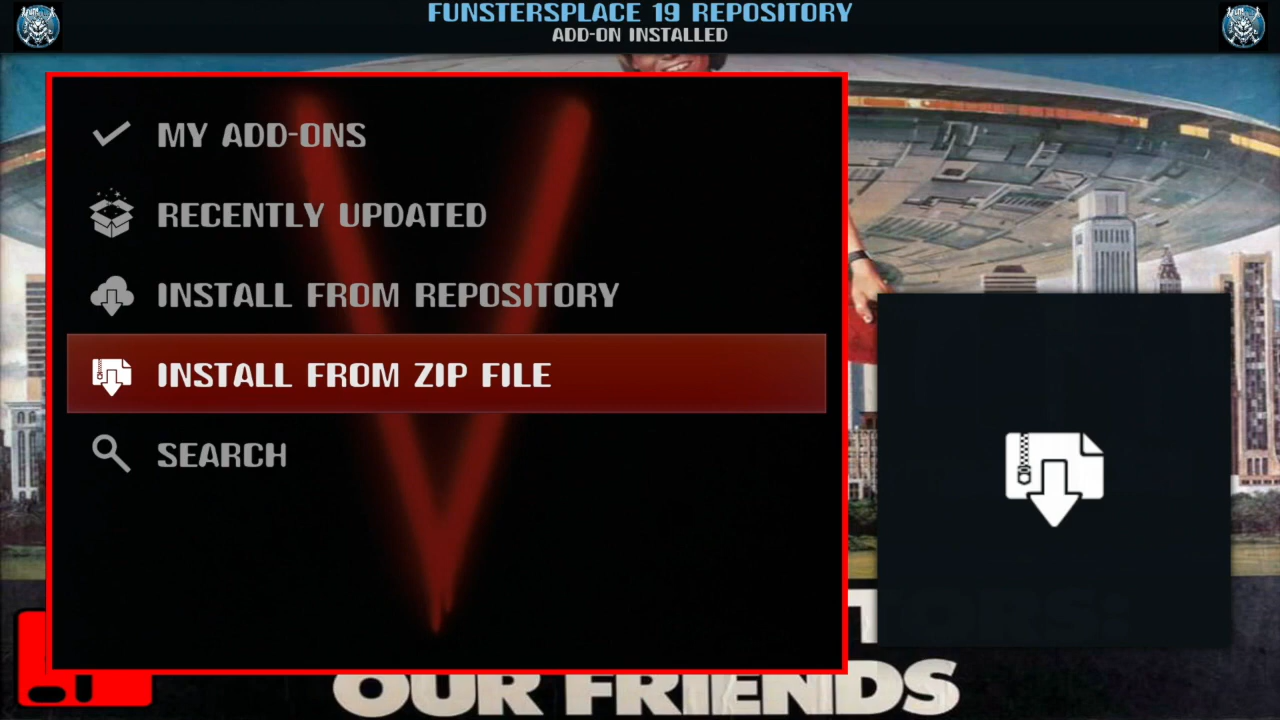 FUNSTERSPLACE 19 REPOSITORY
ADD-ON INSTALLED
MY ADD-ONS
RECENTLY UPDATED
INSTALL FROM REPOSITORY
INSTALL FROM ZIP FILE
SEARCH
OUR FRIENDS